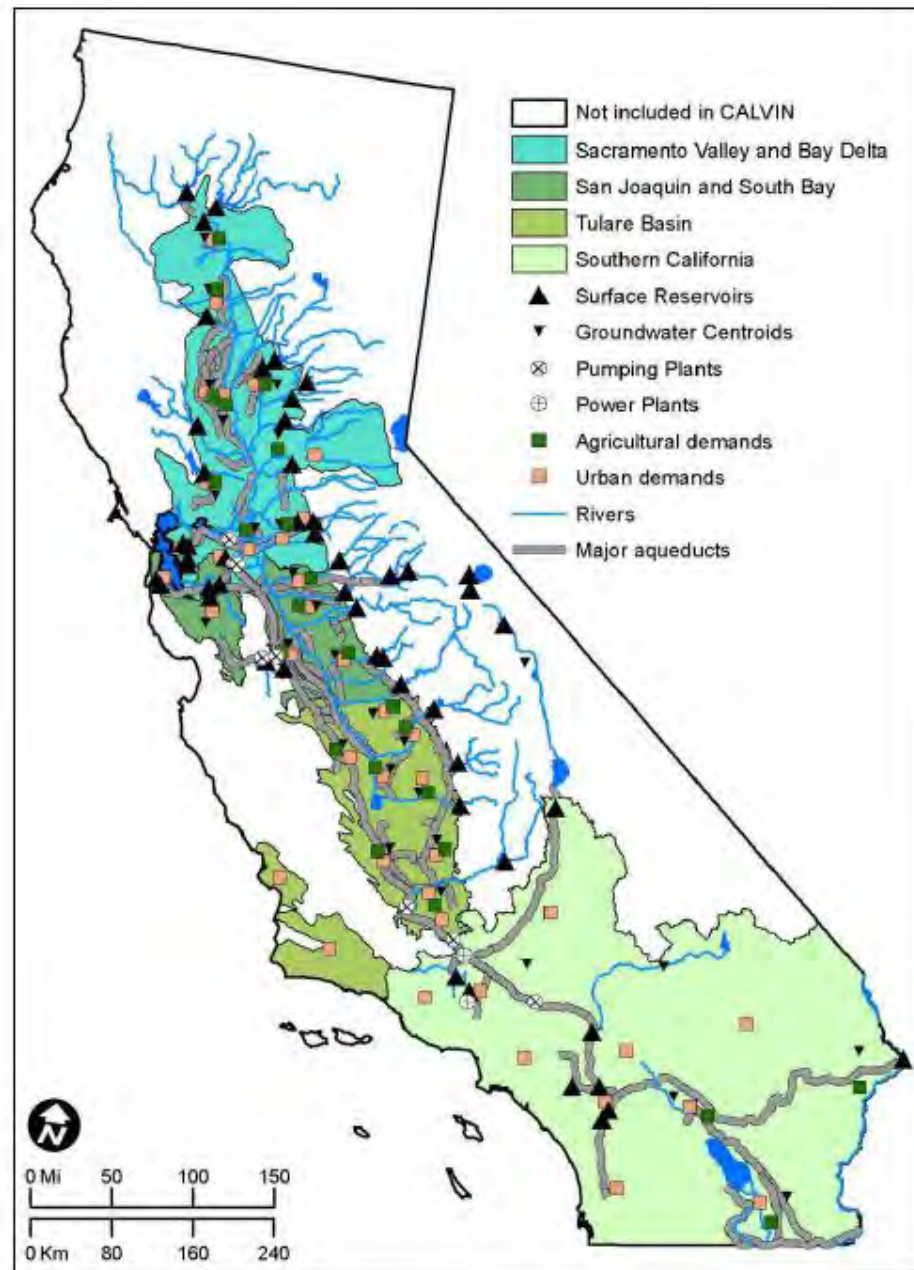 Not included in CALVIN
Sacramento Valley and Bay Delta
San Joaquin and South Bay
Tulare Basin
Southern California
Surface Reservoirs
Groundwater Centroids
Pumping Plants
Power Plants
Agricultural demands
Urban demands
Rivers
Major aqueducts
N
0 Mi 50 100 150
0 Km 80 160 240